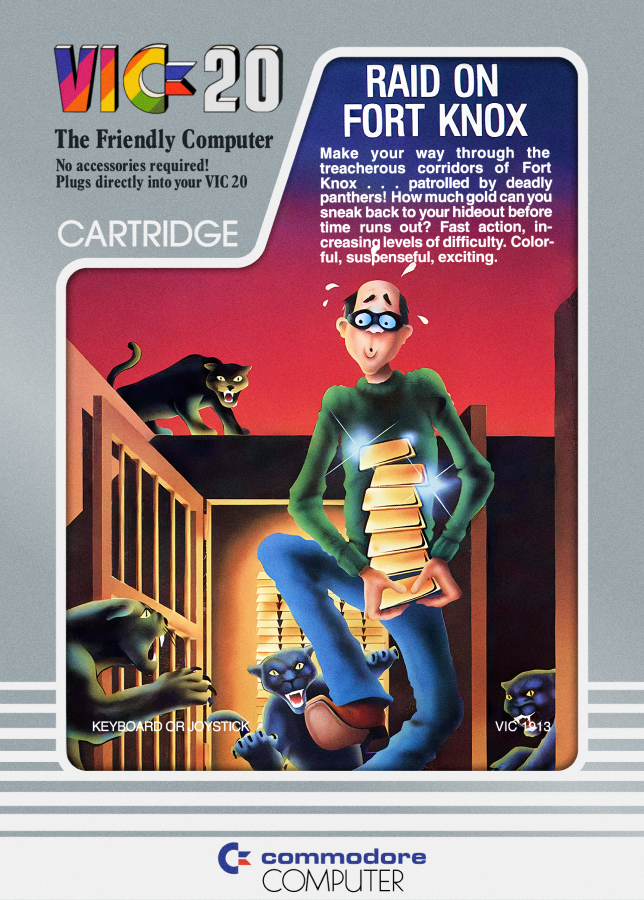 VIC 20
The Friendly Computer
No accessories required!
Plugs directly into your VIC 20
CARTRIDGE
RAID ON
FORT KNOX
Make your way through the
treacherous corridors of Fort
Knox . . . patrolled by deadly
panthers! How much gold can you
sneak back to your hideout before
time runs out? Fast action, in-
creasing levels of difficulty. Color-
ful, suspenseful, exciting.
KEYBOARD OR JOYSTICK
VIC 1913
commodore
COMPUTER